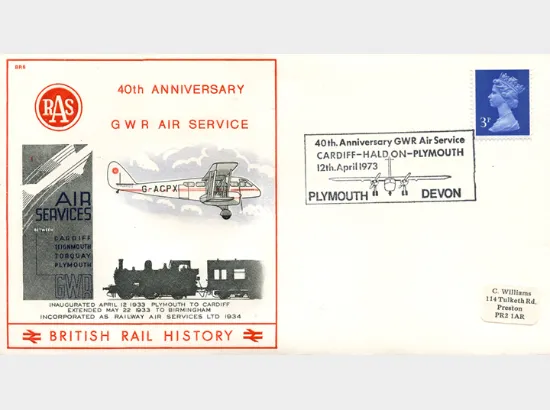 BR6
RAS
40th ANNIVERSARY
GWR AIR SERVICE
G-ACPX
AIR
SERVICES
BETWEEN
CARDIFF
TEIGNMOUTH
TORQUAY
PLYMOUTH
GWR
INAUGURATED APRIL 12 1933 PLYMOUTH TO CARDIFF
EXTENDED MAY 22 1933 TO BIRMINGHAM
INCORPORATED AS RAILWAY AIR SERVICES LTD 1934
BRITISH RAIL HISTORY
3P
40th. Anniversary GWR Air Service
CARDIFF-HALDON-PLYMOUTH
12th. April 1973
PLYMOUTH DEVON
C. Williams
114 Tulketh Rd.
Preston
PR2 1AR